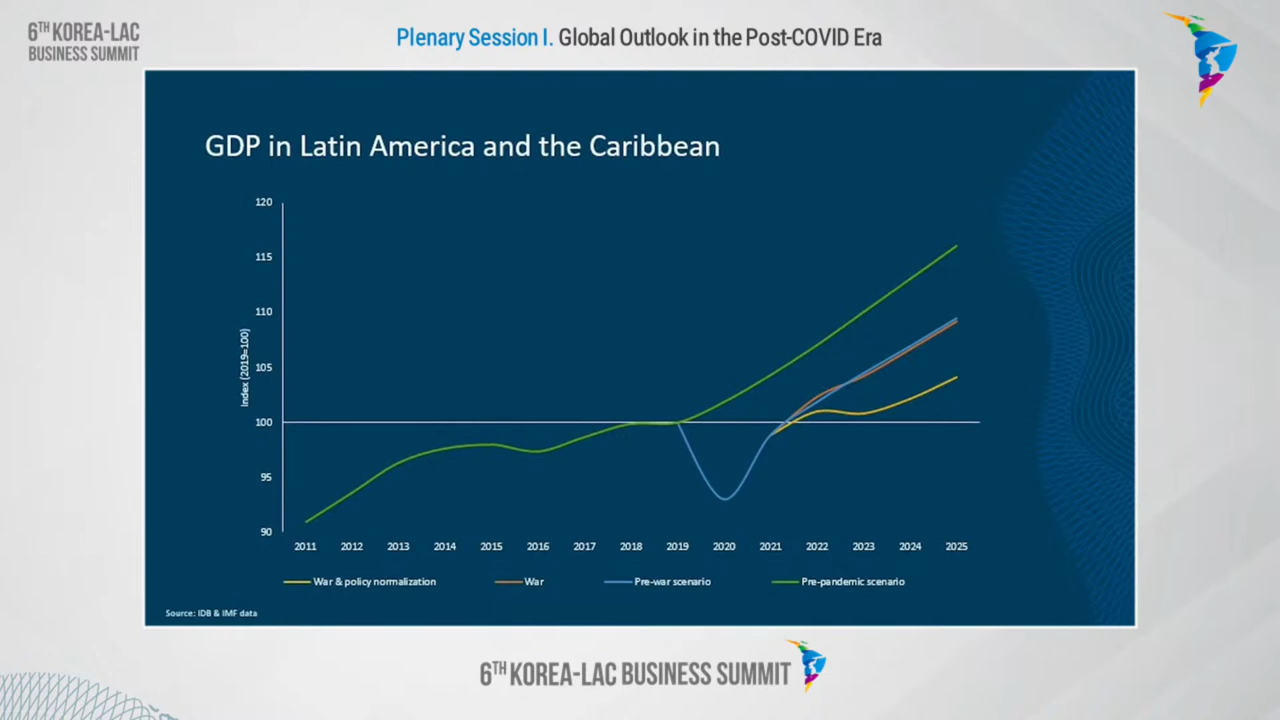 6TH KOREA-LAC
BUSINESS SUMMIT
Plenary Session I. Global Outlook in the Post-COVID Era
GDP in Latin America and the Caribbean
120
115
110
105
100
95
90
Index (2019=100)
2011 2012 2013 2014 2015 2016 2017 2018 2019 2020 2021 2022 2023 2024 2025
War & policy normalization War Pre-war scenario Pre-pandemic scenario
Source: IDB & IMF data
6TH KOREA-LAC BUSINESS SUMMIT